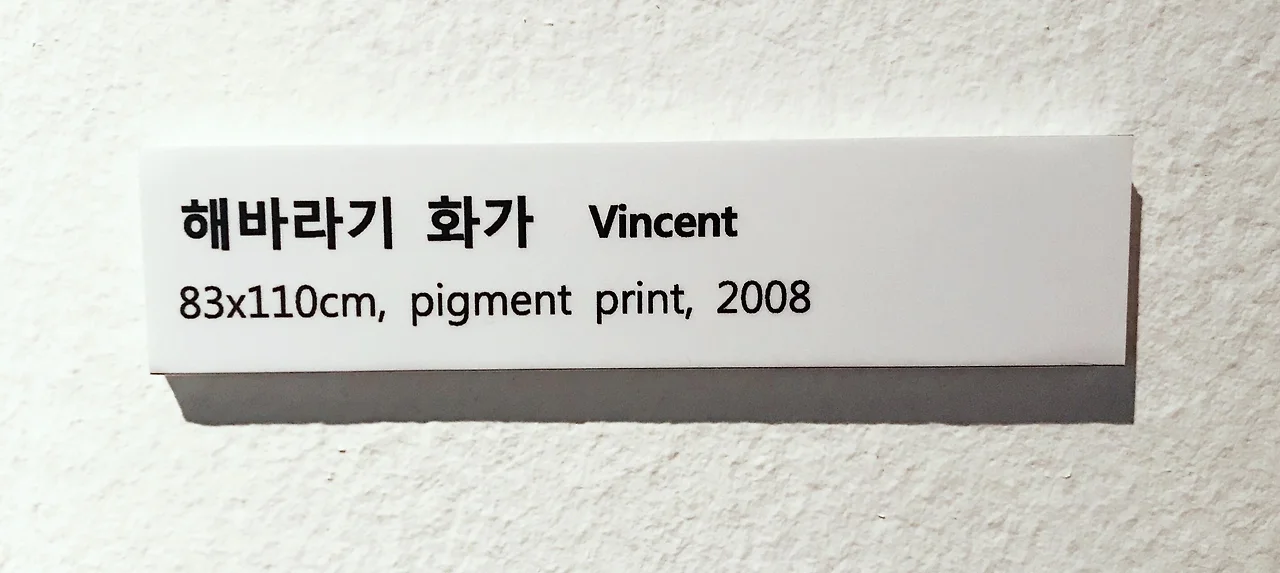 해바라기 화가 Vincent
83x110cm, pigment print, 2008